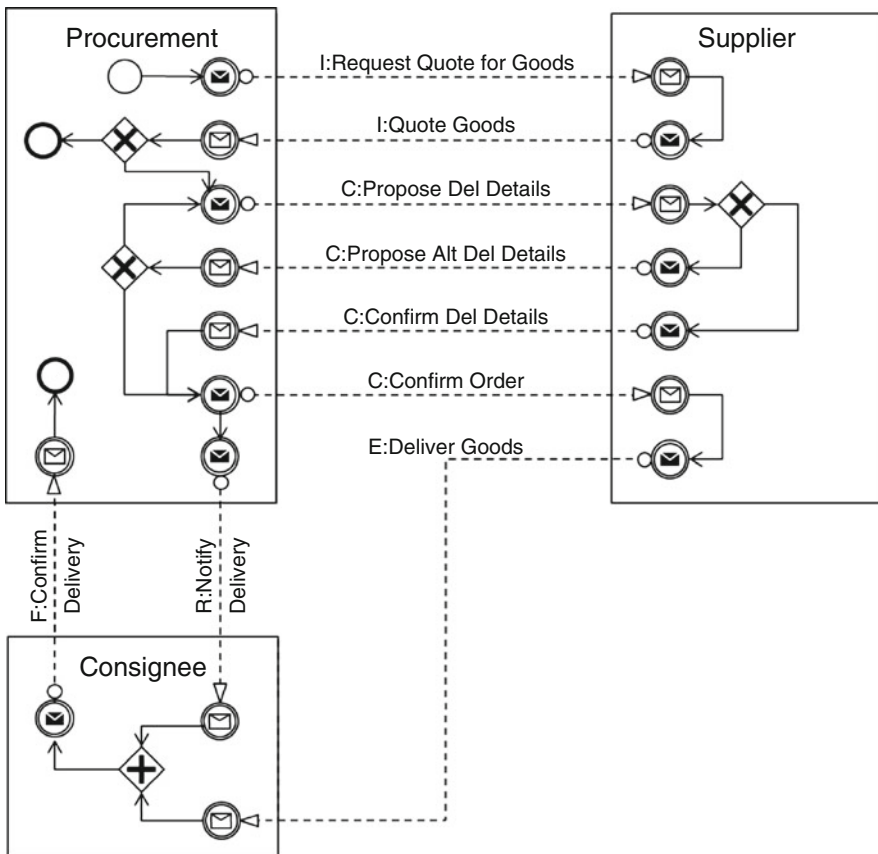 Procurement
Supplier
I:Request Quote for Goods
I:Quote Goods
C:Propose Del Details
C:Propose Alt Del Details
C:Confirm Del Details
C:Confirm Order
E:Deliver Goods
F:Confirm
Delivery
R:Notify
Delivery
Consignee